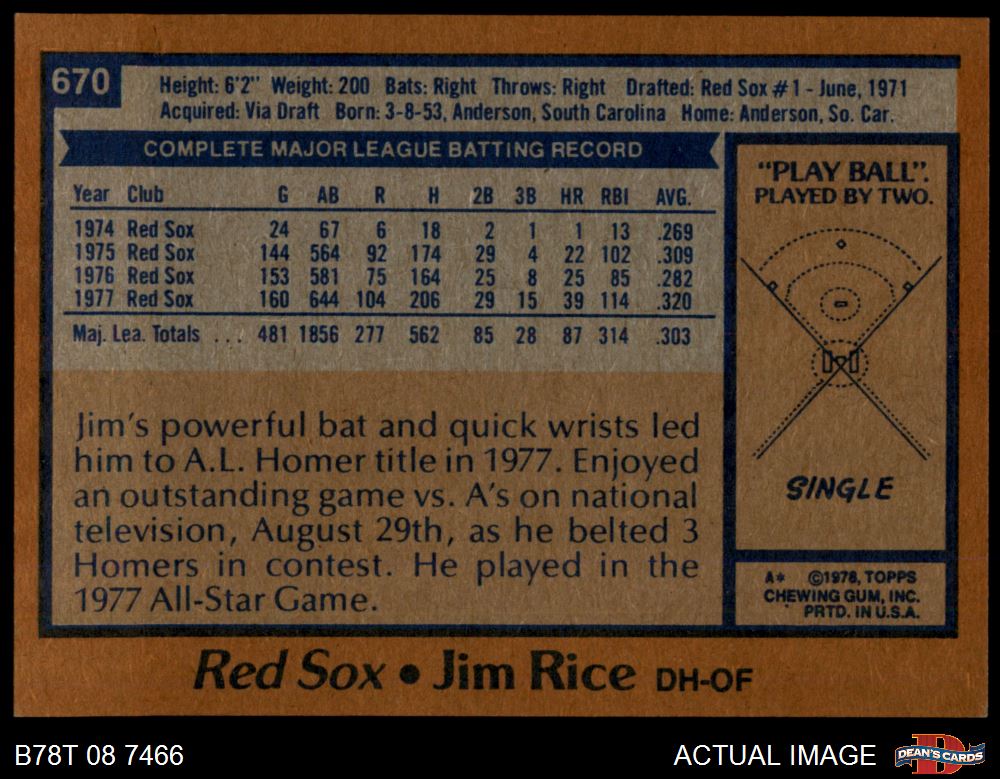 670
Height: 6'2" Weight: 200 Bats: Right Throws: Right Drafted: Red Sox #1 - June, 1971
Acquired: Via Draft Born: 3-8-53, Anderson, South Carolina Home: Anderson, So. Car.
COMPLETE MAJOR LEAGUE BATTING RECORD
Year Club G AB R H 2B 3B HR RBI AVG.
1974 Red Sox 24 67 6 18 2 1 1 13 .269
1975 Red Sox 144 564 92 174 29 4 22 102 .309
1976 Red Sox 153 581 75 164 25 8 25 85 .282
1977 Red Sox 160 644 104 206 29 15 39 114 .320
Maj. Lea. Totals ... 481 1856 277 562 85 28 87 314 .303
Jim's powerful bat and quick wrists led
him to A.L. Homer title in 1977. Enjoyed
an outstanding game vs. A's on national
television, August 29th, as he belted 3
Homers in contest. He played in the
1977 All-Star Game.
"PLAY BALL".
PLAYED BY TWO.
SINGLE
A* ©1978, TOPPS
CHEWING GUM, INC.
PRTD. IN U.S.A.
Red Sox • Jim Rice DH-OF
B78T 08 7466
ACTUAL IMAGE
DEAN'S CARDS